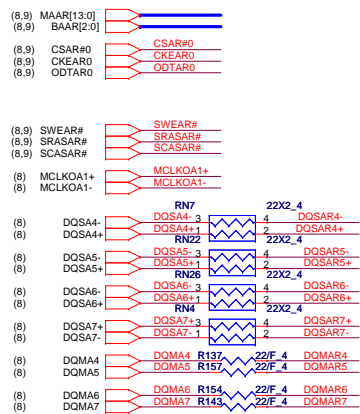 (8,9) MAAR[13:0]
(8,9) BAAR[2:0]
(8,9) CSAR#0 CSAR#0
(8,9) CKEAR0 CKEAR0
(8,9) ODTAR0 ODTAR0
(8,9) SWEAR# SWEAR#
(8,9) SRASAR# SRASAR#
(8,9) SCASAR# SCASAR#
(8) MCLKOA1+ MCLKOA1+
(8) MCLKOA1- MCLKOA1-
RN7 22X2_4
(8) DQSA4- DQSA4- 3 4 DQSAR4-
(8) DQSA4+ DQSA4+ 1 2 DQSAR4+
RN22 22X2_4
(8) DQSA5- DQSA5- 3 4 DQSAR5-
(8) DQSA5+ DQSA5+ 1 2 DQSAR5+
RN26 22X2_4
(8) DQSA6- DQSA6- 3 4 DQSAR6-
(8) DQSA6+ DQSA6+ 1 2 DQSAR6+
RN4 22X2_4
(8) DQSA7+ DQSA7+ 3 4 DQSAR7+
(8) DQSA7- DQSA7- 1 2 DQSAR7-
(8) DQMA4 DQMA4 R137 22/F_4 DQMAR4
(8) DQMA5 DQMA5 R157 22/F_4 DQMAR5
(8) DQMA6 DQMA6 R154 22/F_4 DQMAR6
(8) DQMA7 DQMA7 R143 22/F_4 DQMAR7